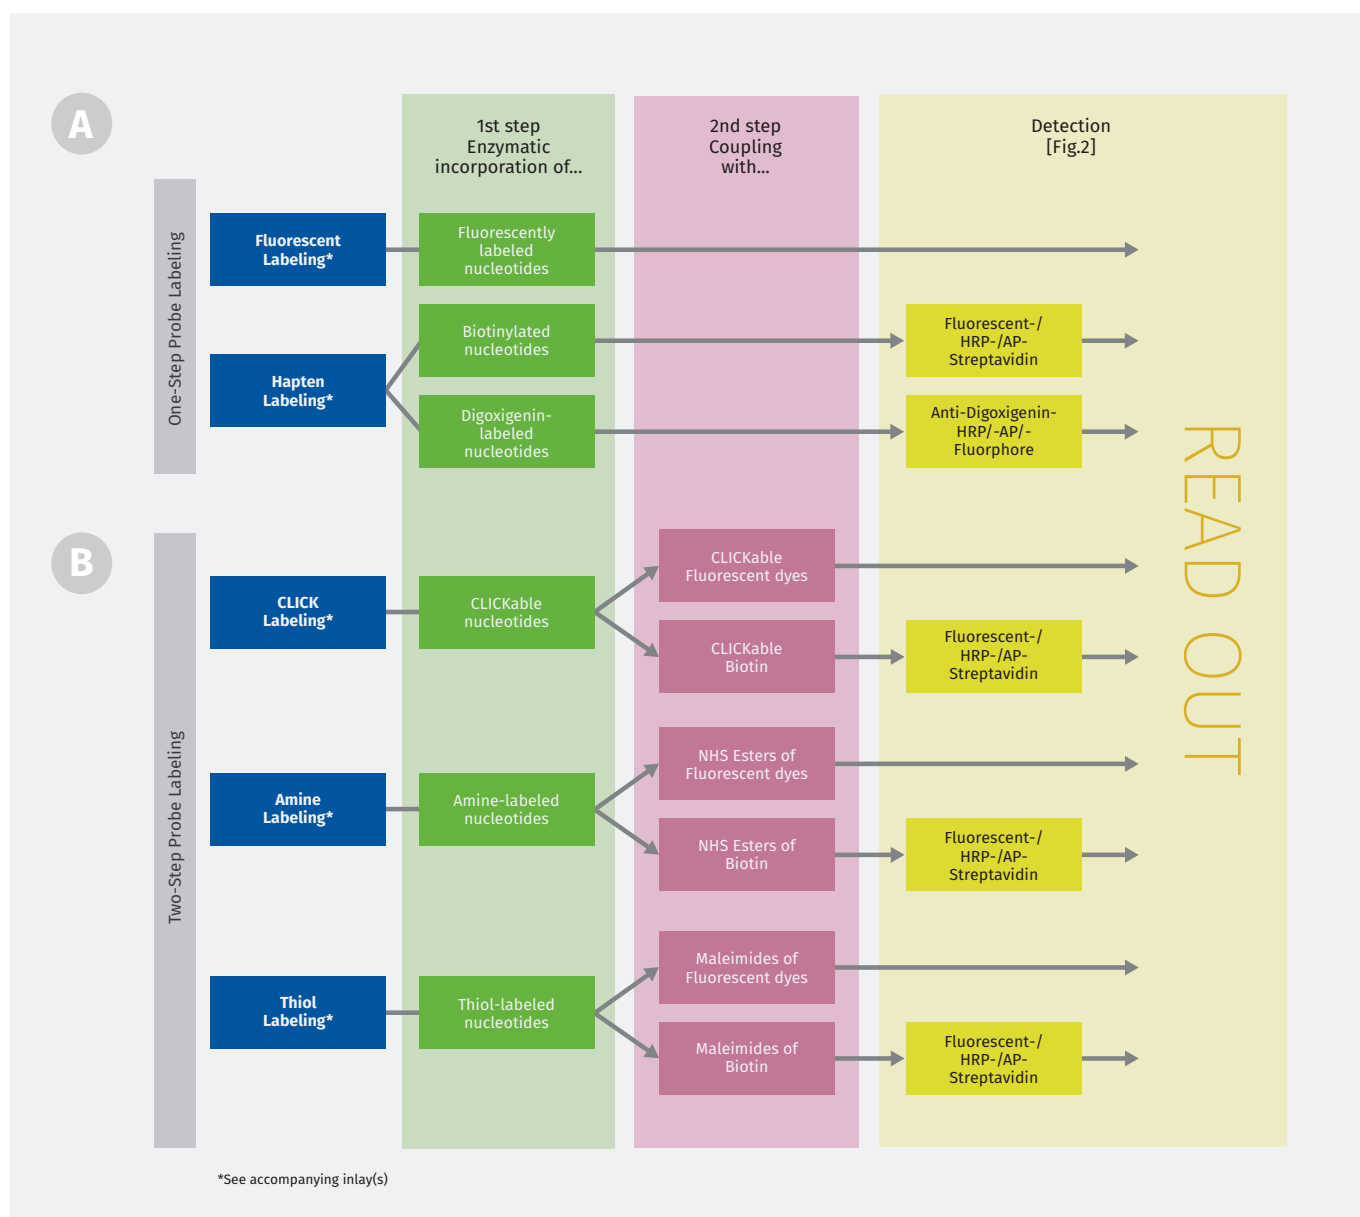 A
1st step
Enzymatic
incorporation of...
2nd step
Coupling
with...
Detection
[Fig.2]
One-Step Probe Labeling
Fluorescent
Labeling*
Fluorescently
labeled
nucleotides
Hapten
Labeling*
Biotinylated
nucleotides
Fluorescent-/
HRP-/AP-
Streptavidin
Digoxigenin-
labeled
nucleotides
Anti-Digoxigenin-
HRP/-AP/-
Fluorphore
READ OUT
B
Two-Step Probe Labeling
CLICK
Labeling*
CLICKable
nucleotides
CLICKable
Fluorescent dyes
CLICKable
Biotin
Fluorescent-/
HRP-/AP-
Streptavidin
Amine
Labeling*
Amine-labeled
nucleotides
NHS Esters of
Fluorescent dyes
NHS Esters of
Biotin
Fluorescent-/
HRP-/AP-
Streptavidin
Thiol
Labeling*
Thiol-labeled
nucleotides
Maleimides of
Fluorescent dyes
Maleimides of
Biotin
Fluorescent-/
HRP-/AP-
Streptavidin
*See accompanying inlay(s)